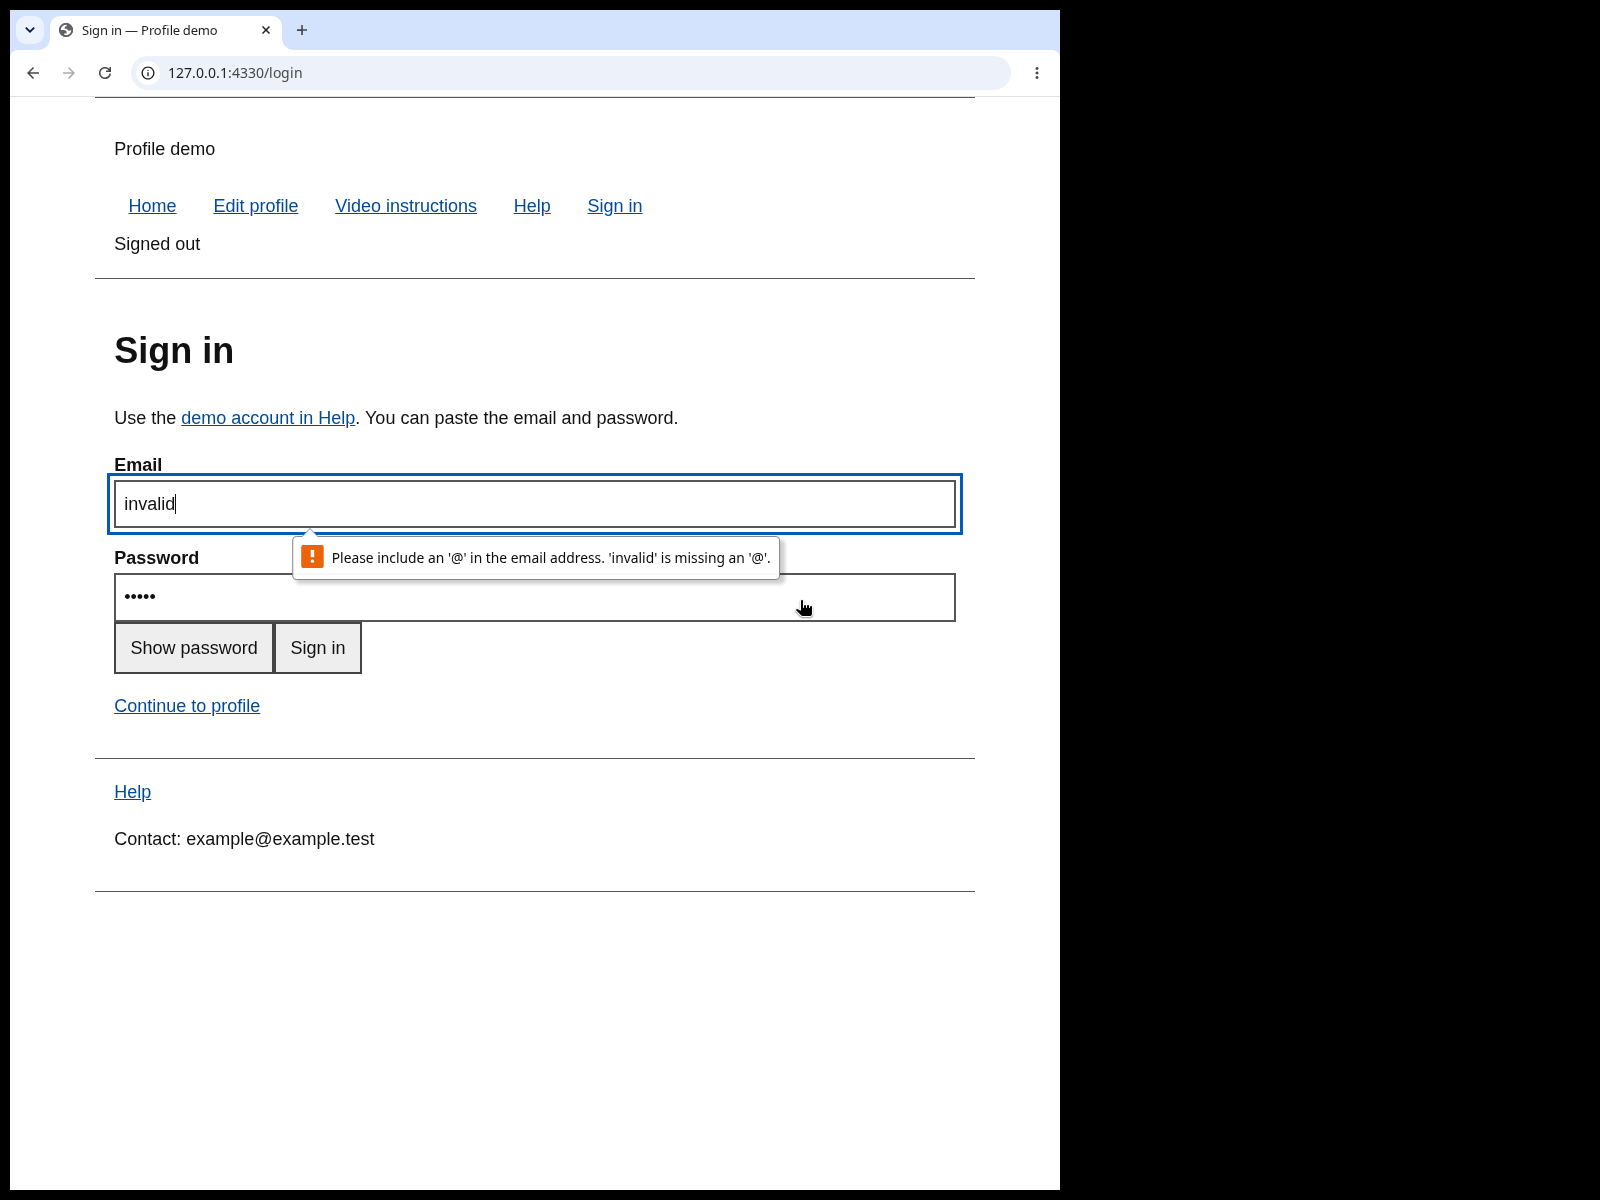 Sign in — Profile demo
127.0.0.1:4330/login
Profile demo
Home Edit profile Video instructions Help Sign in
Signed out
Sign in
Use the demo account in Help. You can paste the email and password.
Email
invalid
Please include an '@' in the email address. 'invalid' is missing an '@'.
Password
•••••
Show password Sign in
Continue to profile
Help
Contact: example@example.test